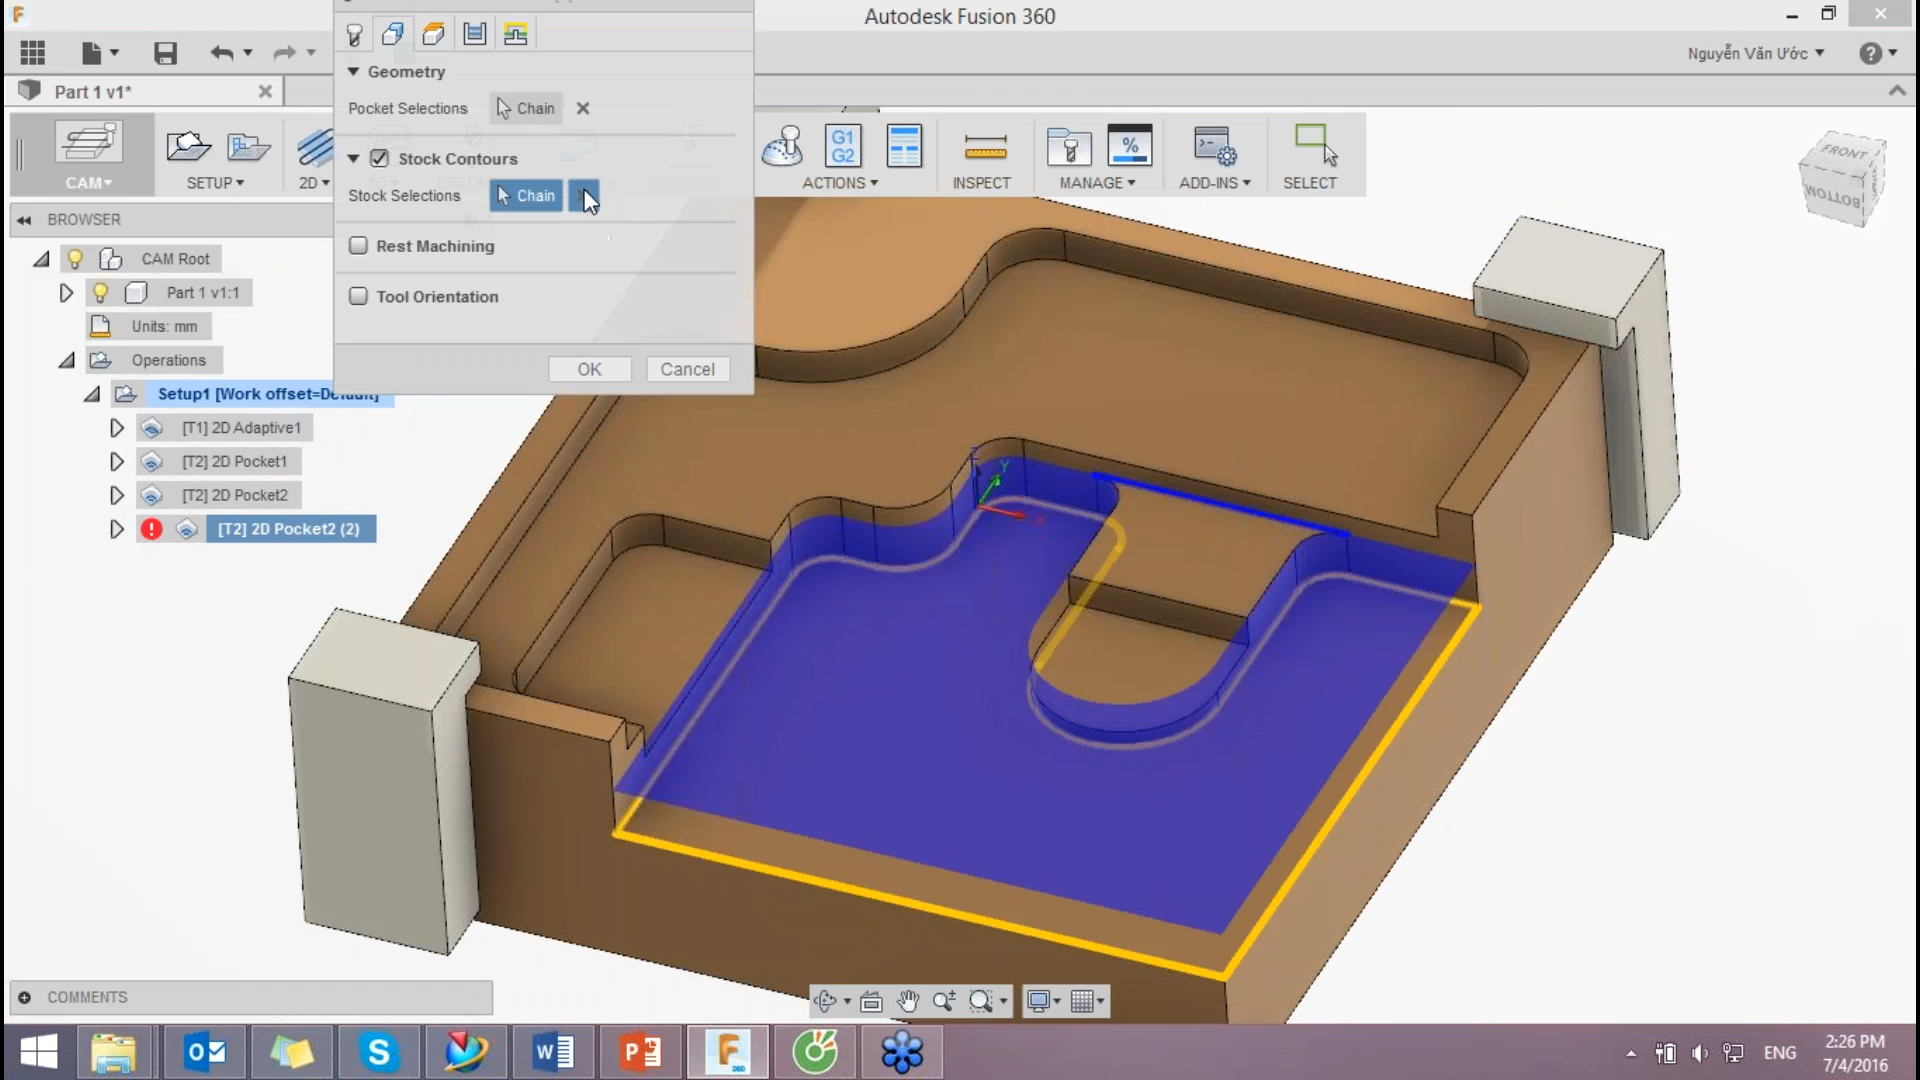 Autodesk Fusion 360
Nguyễn Văn Ước
Part 1 v1*
Geometry
Pocket Selections
Chain
Stock Contours
Stock Selections
Chain
Rest Machining
Tool Orientation
OK
Cancel
CAM
SETUP
2D
G1
G2
ACTIONS
INSPECT
%
MANAGE
ADD-INS
SELECT
FRONT
BOTTOM
BROWSER
CAM Root
Part 1 v1:1
Units: mm
Operations
Setup1 [Work offset=Default]
[T1] 2D Adaptive1
[T2] 2D Pocket1
[T2] 2D Pocket2
[T2] 2D Pocket2 (2)
Z
Y
X
COMMENTS
ENG
2:26 PM
7/4/2016